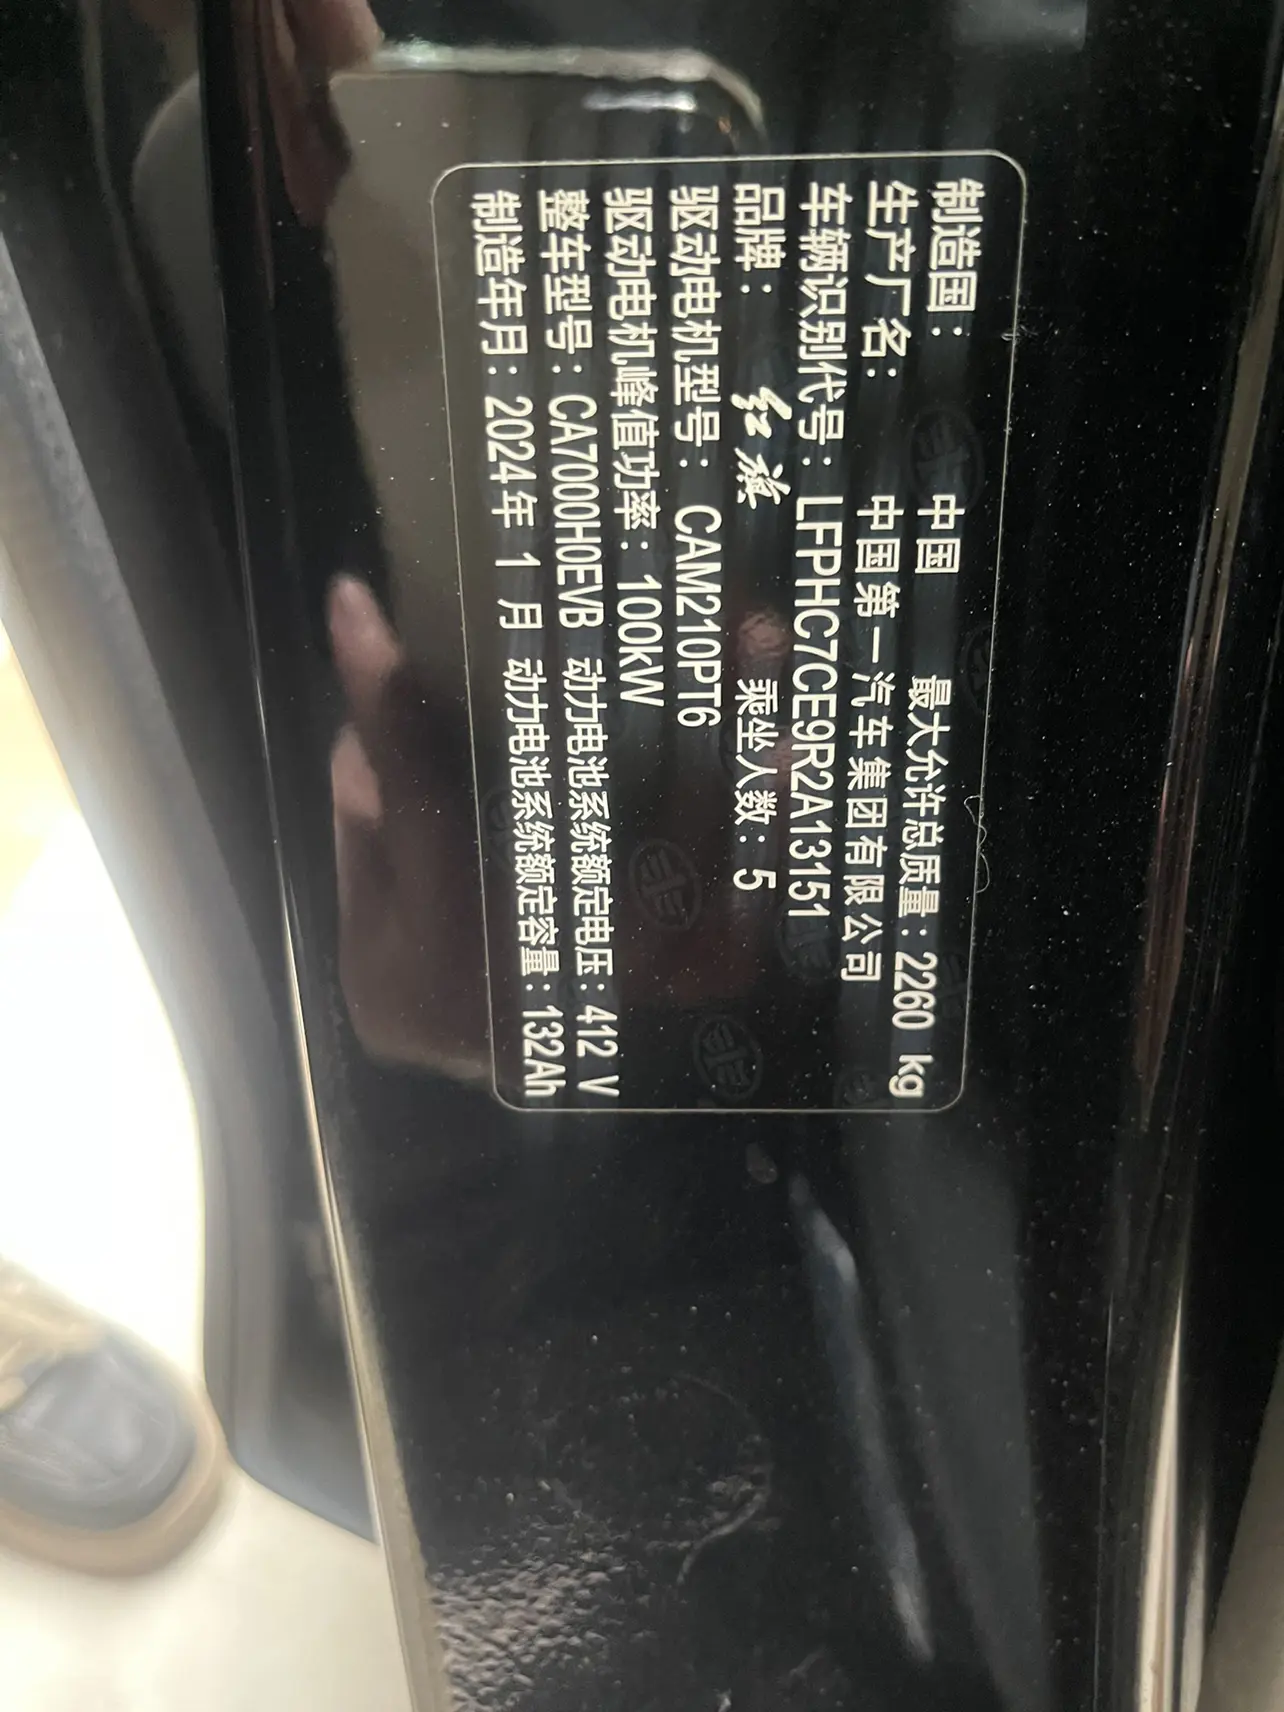 制造国： 中国 最大允许总质量：2260 kg
生产厂名： 中国第一汽车集团有限公司
车辆识别代号：LFPHC7CE9R2A13151
品牌： 红旗 乘坐人数：5
驱动电机型号： CAM210PT6
驱动电机峰值功率：100kW
整车型号：CA7000H0EVB 动力电池系统额定电压：412 V
制造年月：2024年 1 月 动力电池系统额定容量：132Ah